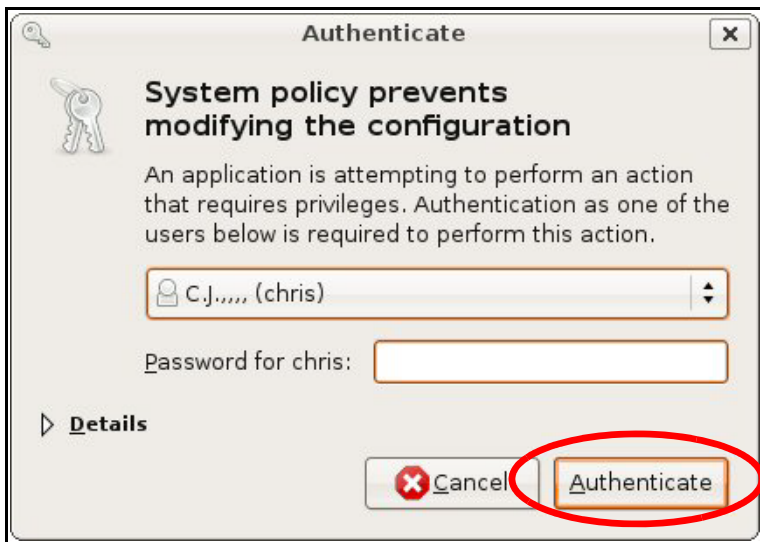 Authenticate
System policy prevents
modifying the configuration
An application is attempting to perform an action
that requires privileges. Authentication as one of the
users below is required to perform this action.
C.J.,,,, (chris)
Password for chris:
Details
Cancel
Authenticate